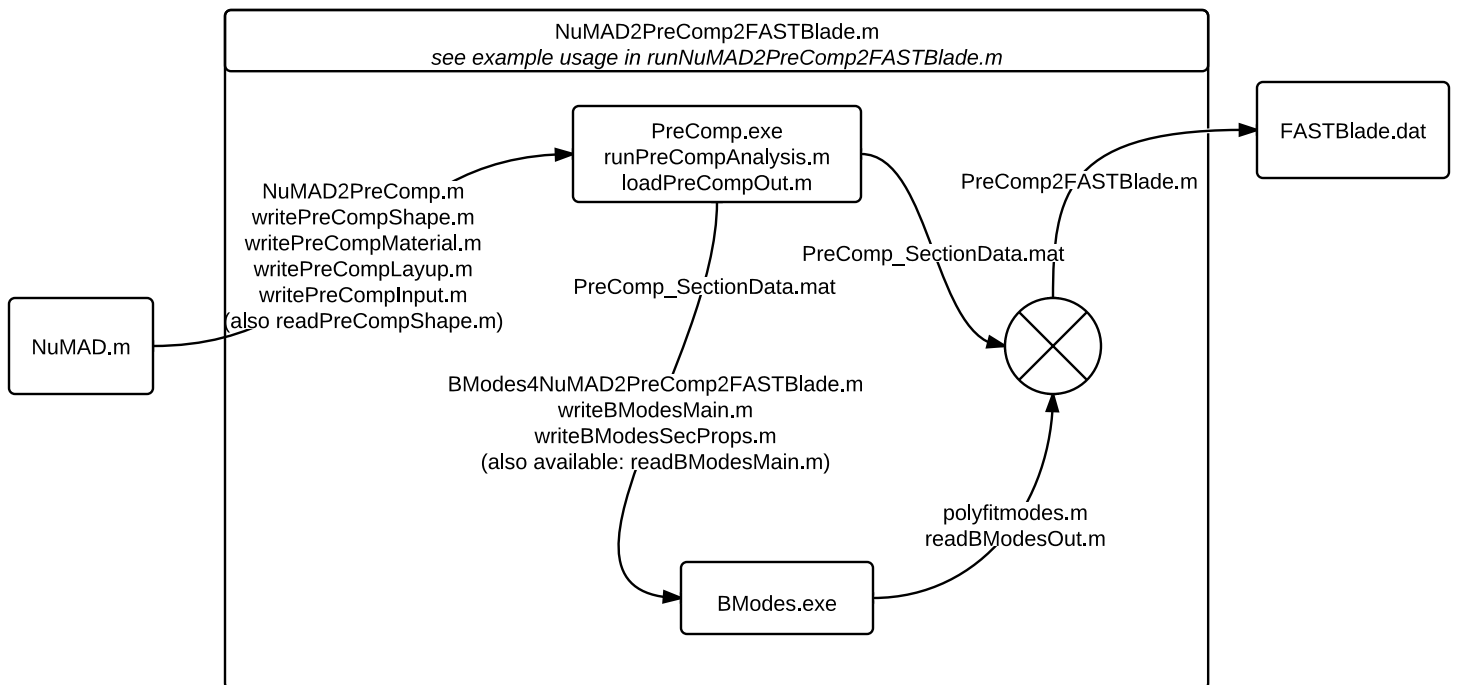 NuMAD2PreComp2FASTBlade.m
see example usage in runNuMAD2PreComp2FASTBlade.m
PreComp.exe
runPreCompAnalysis.m
loadPreCompOut.m
FASTBlade.dat
NuMAD2PreComp.m
writePreCompShape.m
writePreCompMaterial.m
writePreCompLayup.m
writePreCompInput.m
(also readPreCompShape.m)
PreComp2FASTBlade.m
PreComp_SectionData.mat
PreComp_SectionData.mat
NuMAD.m
BModes4NuMAD2PreComp2FASTBlade.m
writeBModesMain.m
writeBModesSecProps.m
(also available: readBModesMain.m)
polyfitmodes.m
readBModesOut.m
BModes.exe